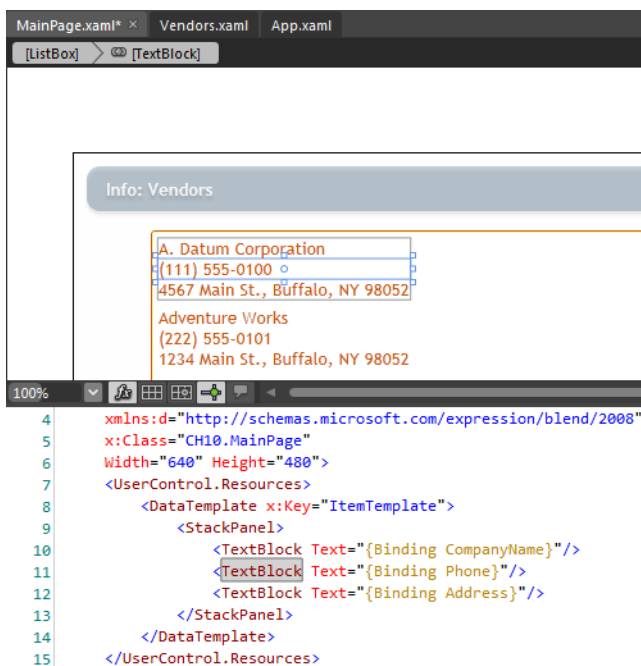 MainPage.xaml* × Vendors.xaml App.xaml
[ListBox] [TextBlock]
Info: Vendors
A. Datum Corporation
(111) 555-0100
4567 Main St., Buffalo, NY 98052
Adventure Works
(222) 555-0101
1234 Main St., Buffalo, NY 98052
100% fx
4 xmlns:d="http://schemas.microsoft.com/expression/blend/2008"
5 x:Class="CH10.MainPage"
6 Width="640" Height="480">
7 <UserControl.Resources>
8 <DataTemplate x:Key="ItemTemplate">
9 <StackPanel>
10 <TextBlock Text="{Binding CompanyName}"/>
11 <TextBlock Text="{Binding Phone}"/>
12 <TextBlock Text="{Binding Address}"/>
13 </StackPanel>
14 </DataTemplate>
15 </UserControl.Resources>